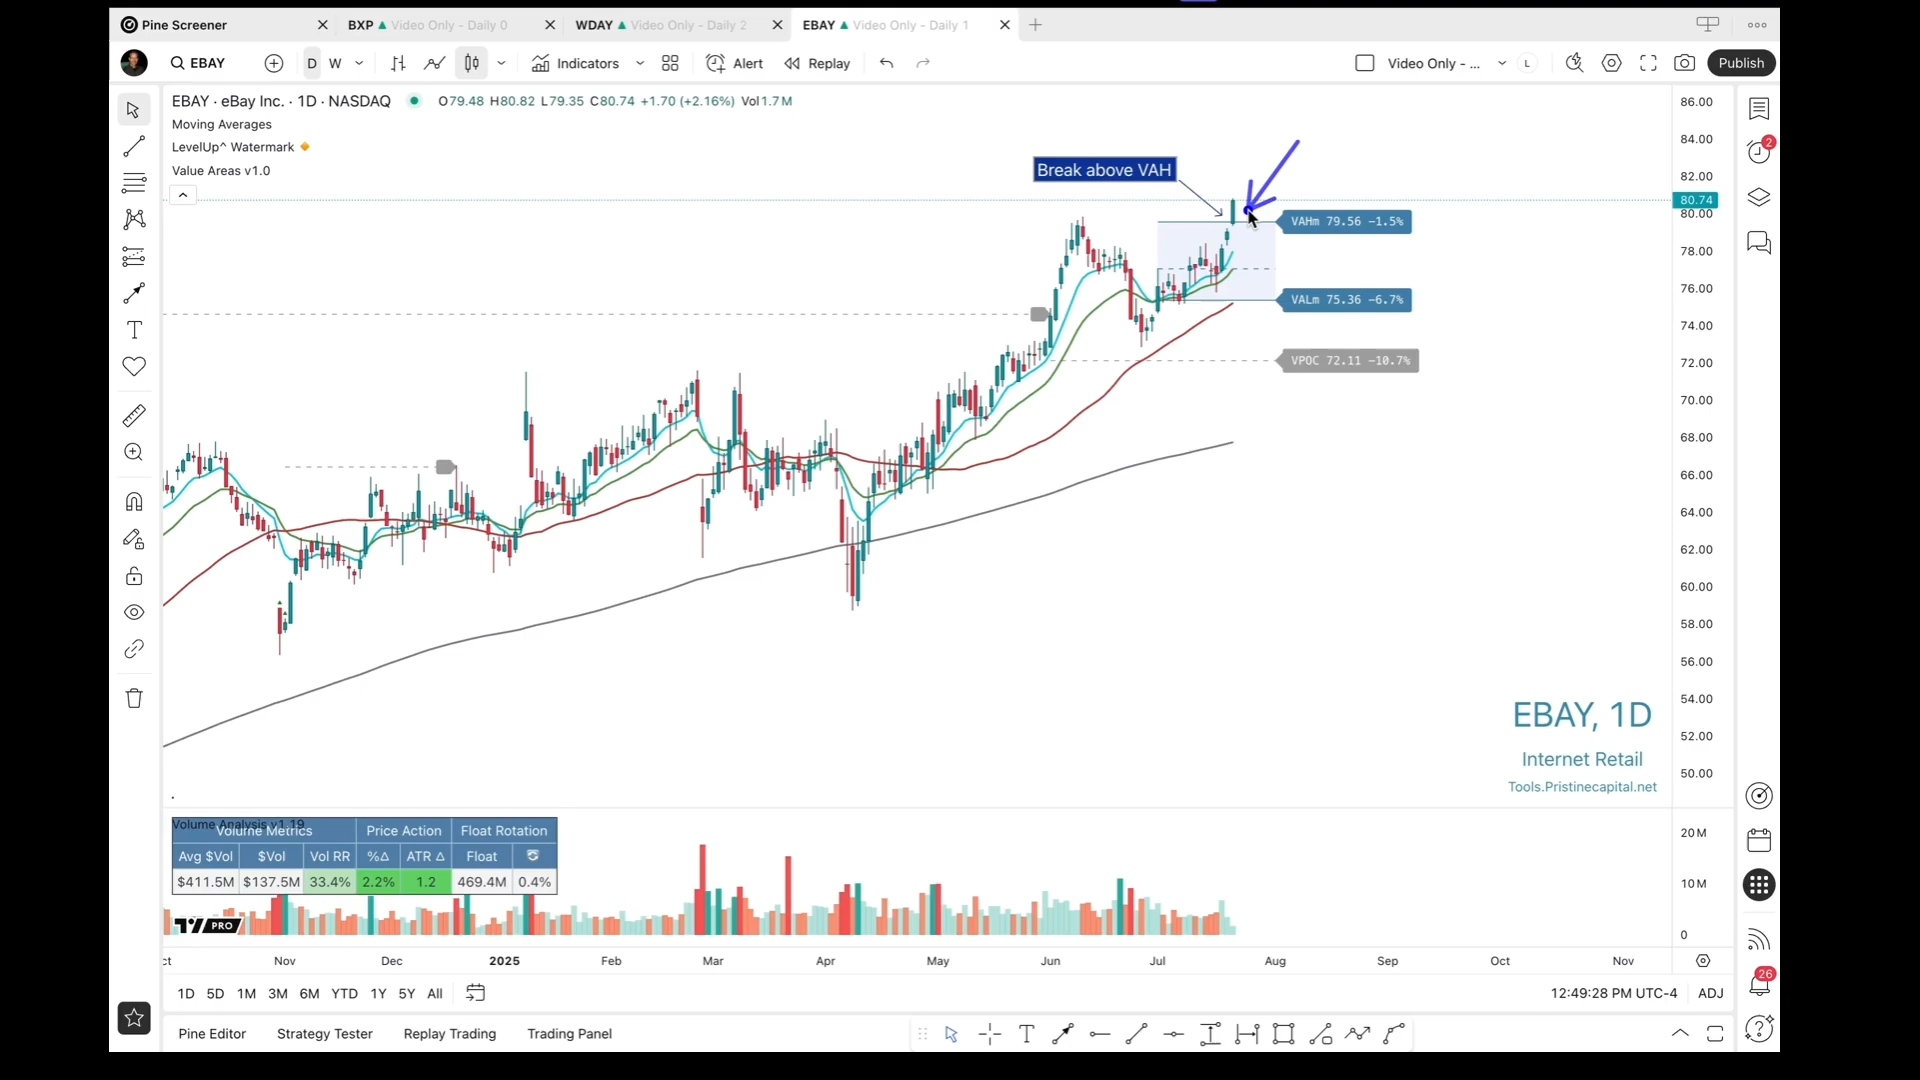 Pine Screener
BXP ▲ Video Only - Daily 0
WDAY ▲ Video Only - Daily 2
EBAY ▲ Video Only - Daily 1
EBAY
D W
Indicators
Alert
Replay
Video Only - ...
L
Publish
EBAY · eBay Inc. · 1D · NASDAQ
O79.48 H80.82 L79.35 C80.74 +1.70 (+2.16%) Vol1.7M
Moving Averages
LevelUp^ Watermark
Value Areas v1.0
Break above VAH
VAHm 79.56 -1.5%
VALm 75.36 -6.7%
VPOC 72.11 -10.7%
86.00
84.00
82.00
80.74
80.00
78.00
76.00
74.00
72.00
70.00
68.00
66.00
64.00
62.00
60.00
58.00
56.00
54.00
52.00
50.00
2
EBAY, 1D
Internet Retail
Tools.Pristinecapital.net
Volume Analysis v1.19
Volume Metrics Price Action Float Rotation
Avg $Vol $Vol Vol RR %Δ ATR Δ Float
$411.5M $137.5M 33.4% 2.2% 1.2 469.4M 0.4%
20M
10M
0
PRO
ct Nov Dec 2025 Feb Mar Apr May Jun Jul Aug Sep Oct Nov
26
1D 5D 1M 3M 6M YTD 1Y 5Y All
12:49:28 PM UTC-4 ADJ
Pine Editor Strategy Tester Replay Trading Trading Panel